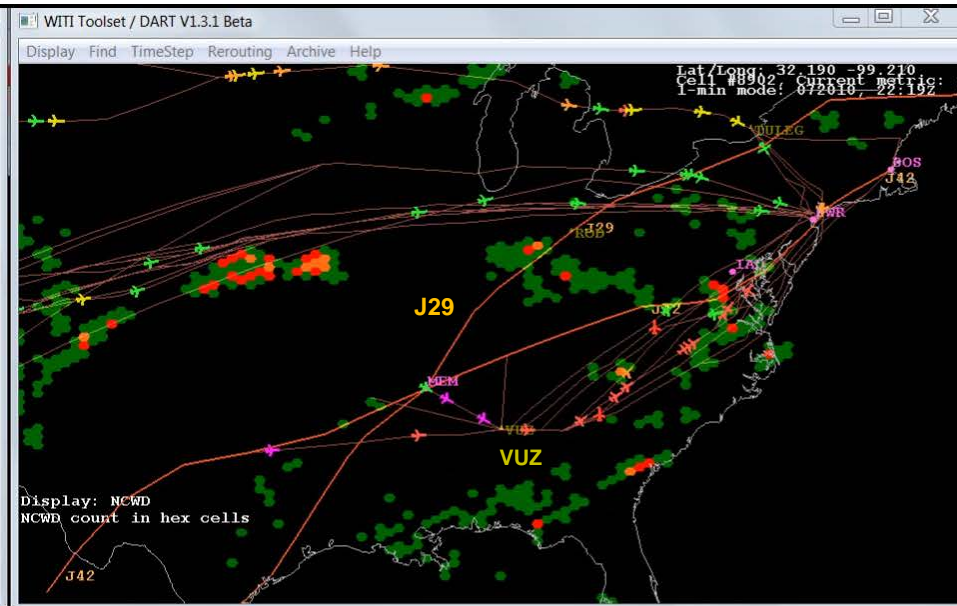 WITI Toolset / DART V1.3.1 Beta
Display Find TimeStep Rerouting Archive Help
Lat/Long: 32.190 -99.210
Cell #8902. Current metric:
1-min mode: 072010, 22:19Z
DULEG
BOS
J42
EWR
J29
ROD
IAD
J29
J42
MEM
VUZ
VUZ
Display: NCWD
NCWD count in hex cells
J42